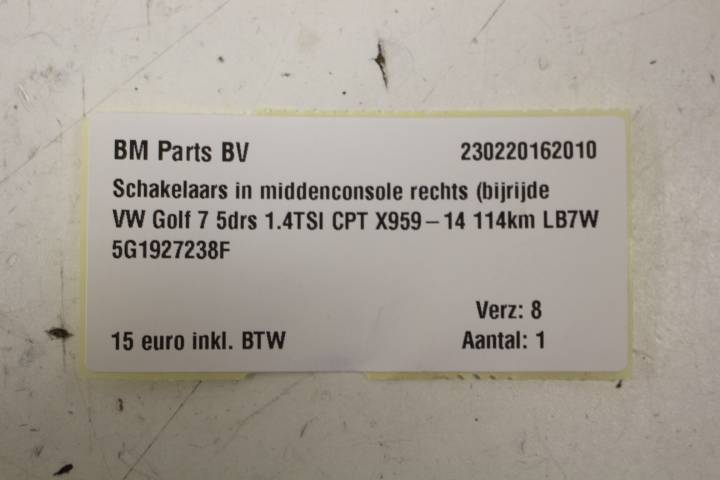 BM Parts BV 230220162010
Schakelaars in middenconsole rechts (bijrijde
VW Golf 7 5drs 1.4TSI CPT X959-14 114km LB7W
5G1927238F
Verz: 8
15 euro inkl. BTW Aantal: 1